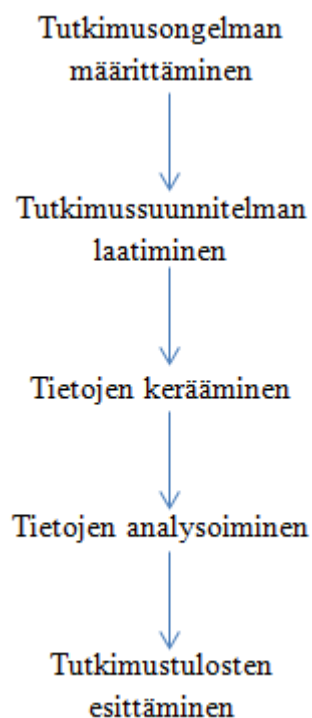 Tutkimusongelman
määrittäminen
Tutkimussuunnitelman
laatiminen
Tietojen kerääminen
Tietojen analysoiminen
Tutkimustulosten
esittäminen